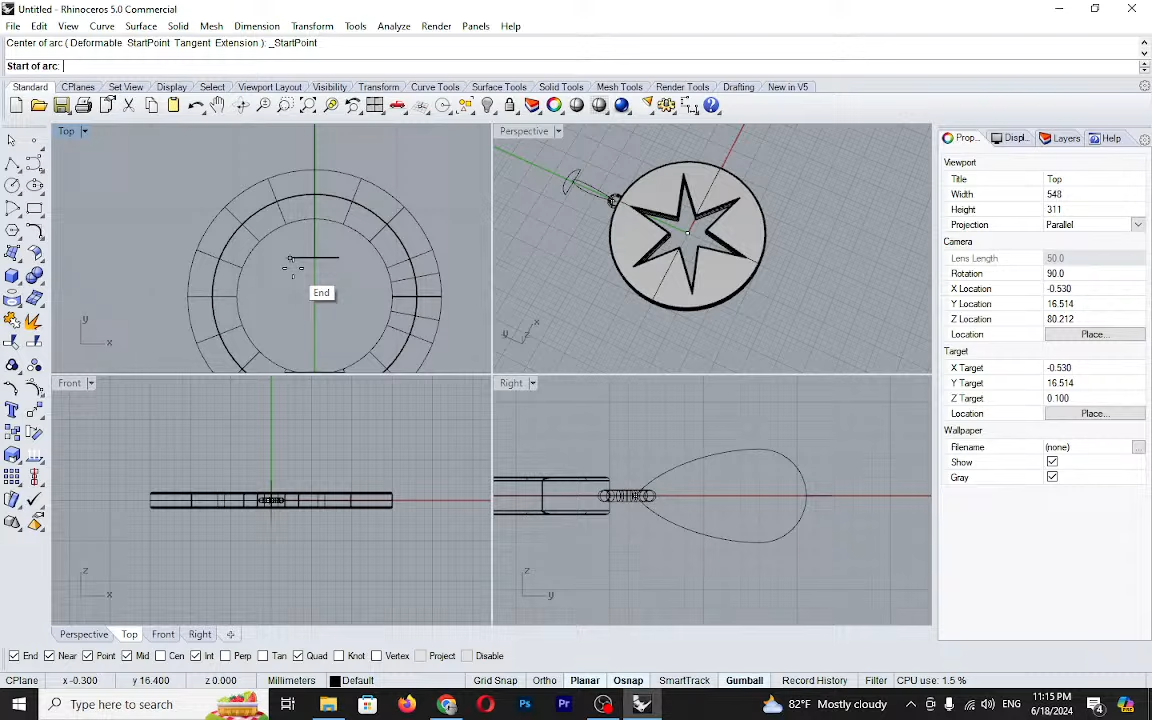 Untitled - Rhinoceros 5.0 Commercial
File Edit View Curve Surface Solid Mesh Dimension Transform Tools Analyze Render Panels Help
Center of arc ( Deformable StartPoint Tangent Extension ): _StartPoint
Start of arc:
Standard CPlanes Set View Display Select Viewport Layout Visibility Transform Curve Tools Surface Tools Solid Tools Mesh Tools Render Tools Drafting New in V5
Top
End
y
x
Perspective
y
x
Front
z
x
Right
z
y
Prop... Displ... Layers Help
Viewport
Title Top
Width 548
Height 311
Projection Parallel
Camera
Lens Length 50.0
Rotation 90.0
X Location -0.530
Y Location 16.514
Z Location 80.212
Location Place...
Target
X Target -0.530
Y Target 16.514
Z Target 0.100
Location Place...
Wallpaper
Filename (none) ...
Show
Gray
Perspective Top Front Right
End Near Point Mid Cen Int Perp Tan Quad Knot Vertex Project Disable
CPlane x -0.300 y 16.400 z 0.000 Millimeters Default Grid Snap Ortho Planar Osnap SmartTrack Gumball Record History Filter CPU use: 1.5 %
Type here to search
Ps
Pr
82°F Mostly cloudy
ENG
11:15 PM
6/18/2024
4